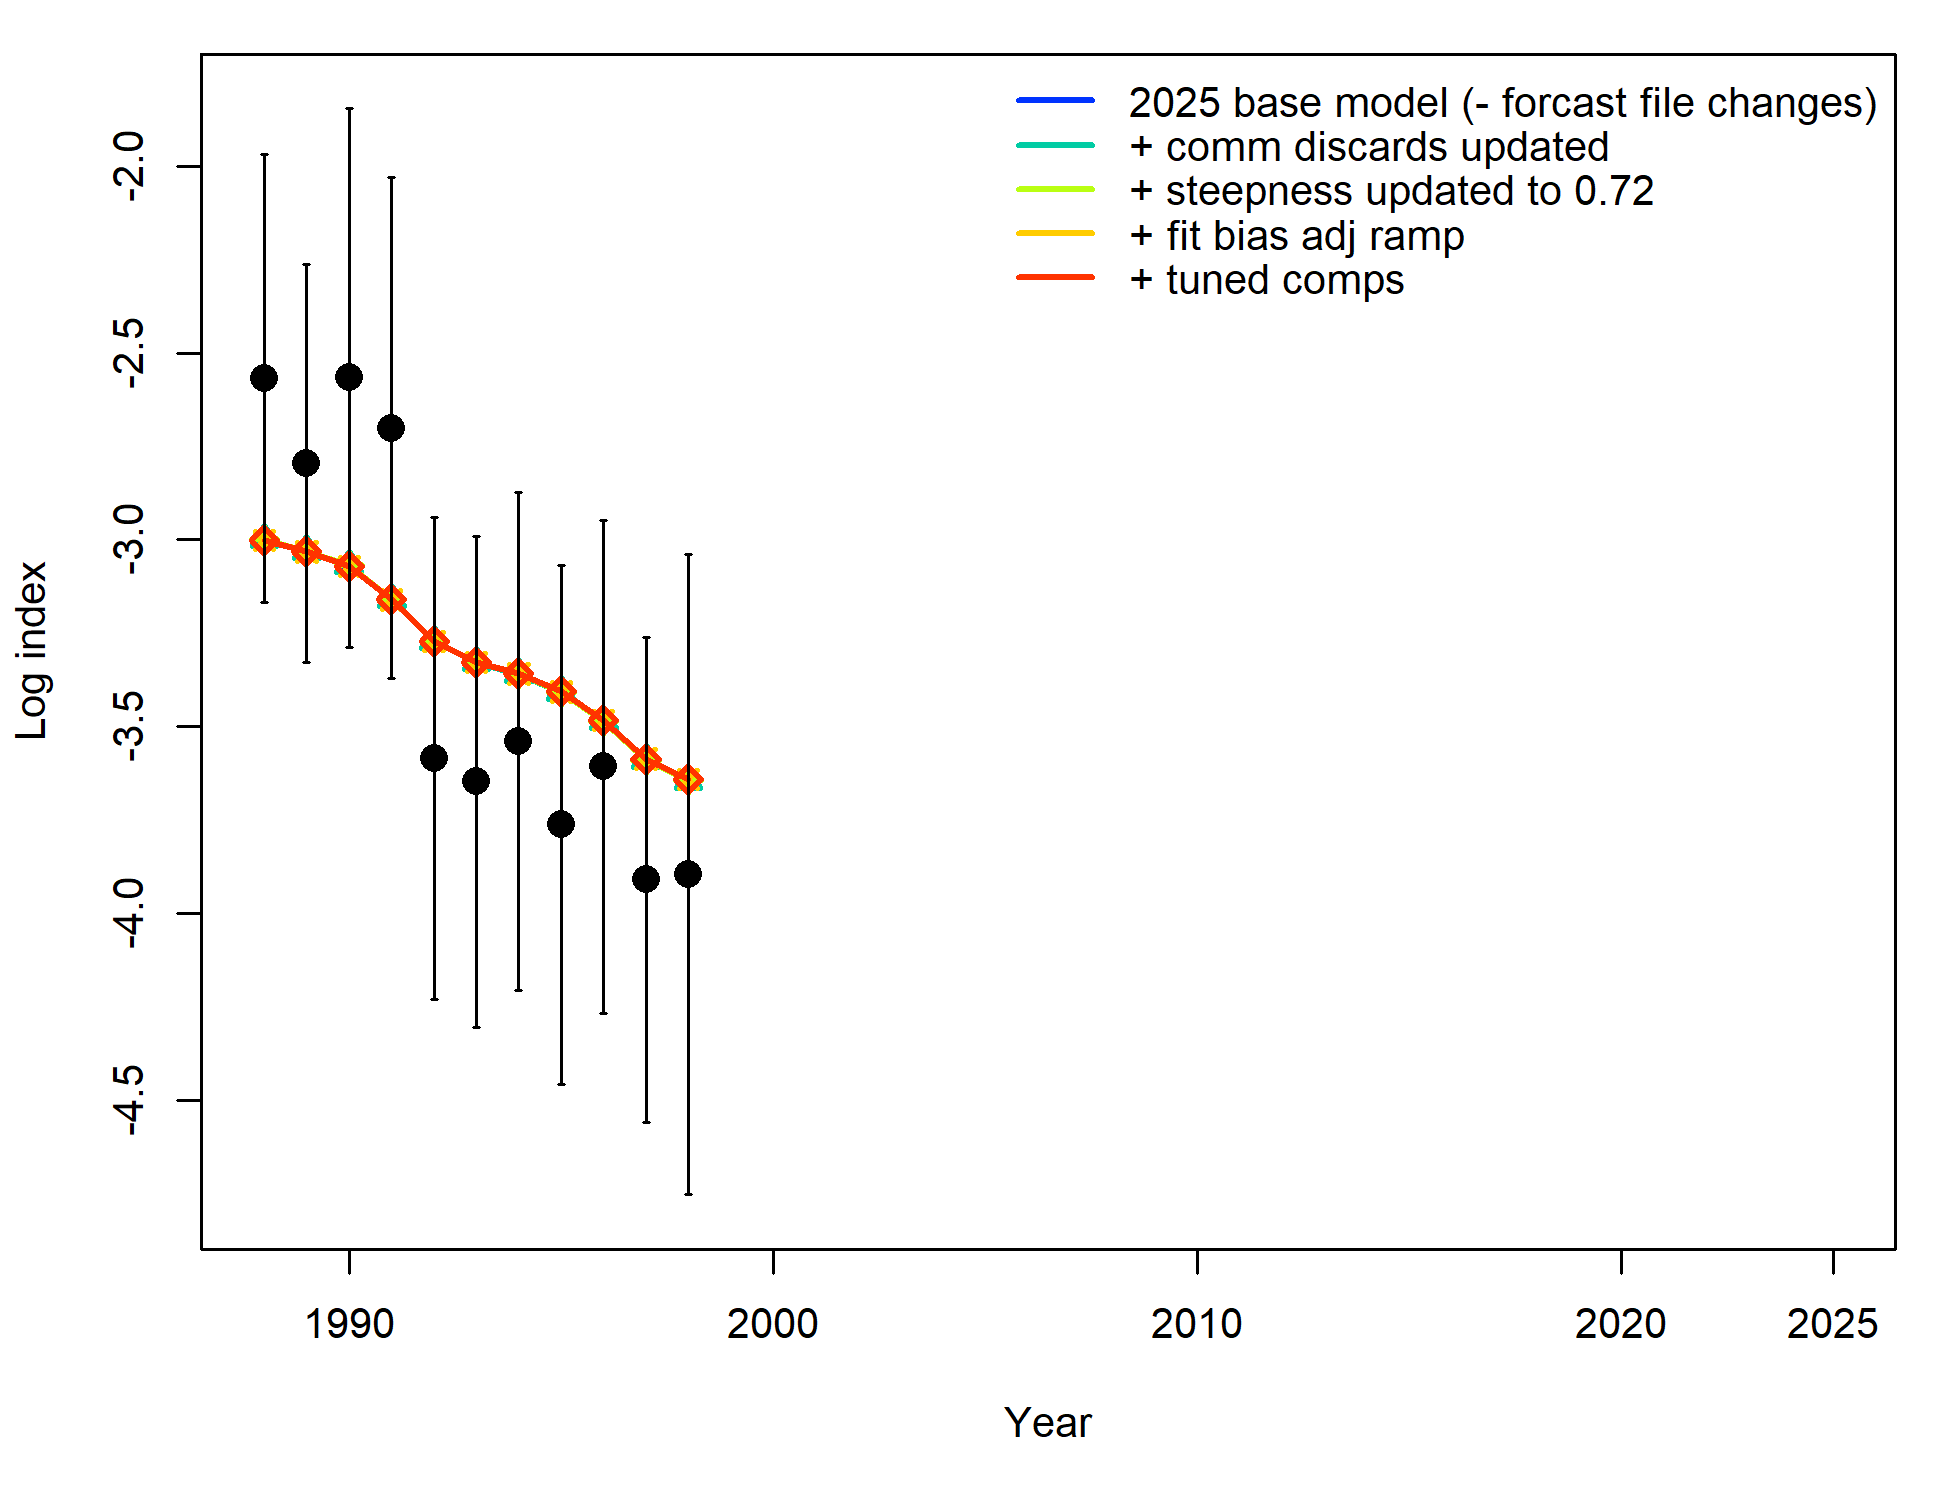 2025 base model (- forcast file changes)
+ comm discards updated
+ steepness updated to 0.72
+ fit bias adj ramp
+ tuned comps
-2.0
-2.5
-3.0
-3.5
-4.0
-4.5
Log index
1990
2000
2010
2020
2025
Year